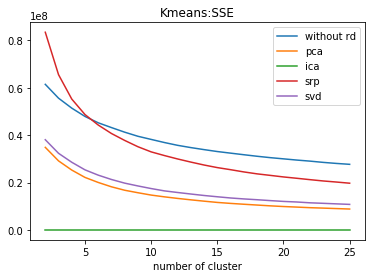 Kmeans:SSE
1e8
0.8
0.6
0.4
0.2
0.0
5
10
15
20
25
number of cluster
without rd
pca
ica
srp
svd